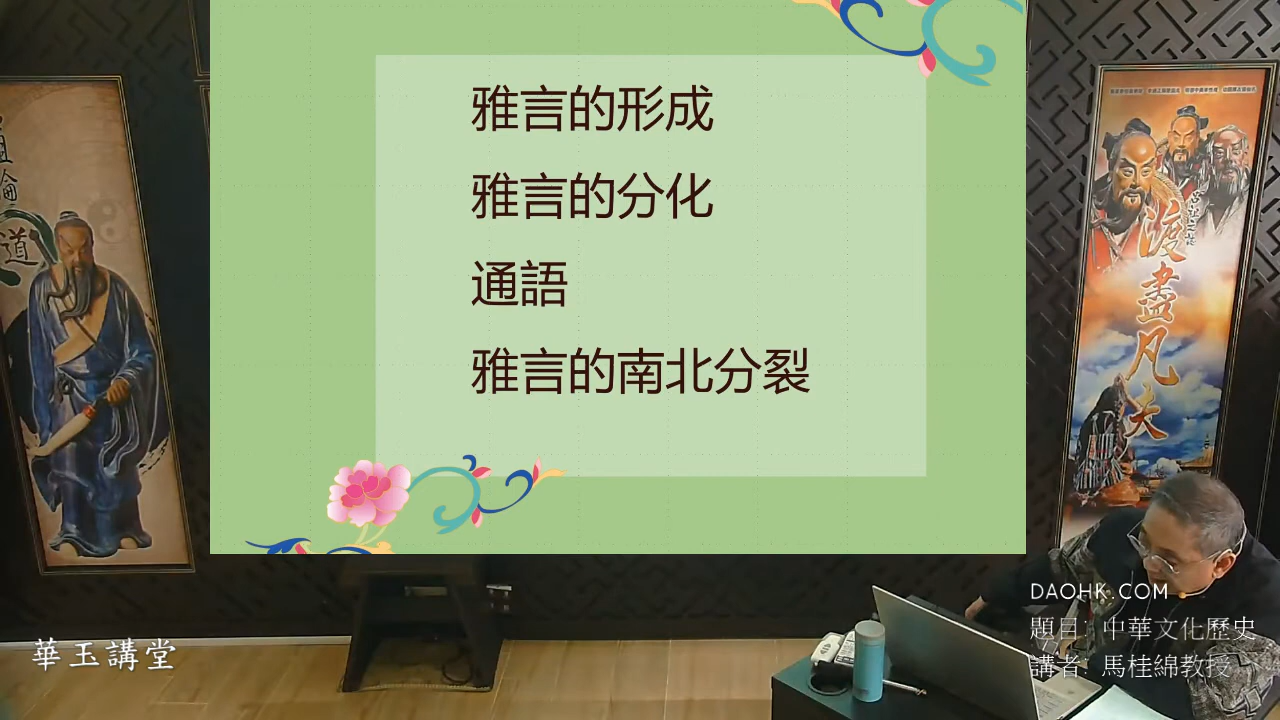 雅言的形成
雅言的分化
通語
雅言的南北分裂
道
渡盡凡夫
DAOHK.COM
題目: 中華文化歷史
講者: 馬桂綿教授
華玉講堂